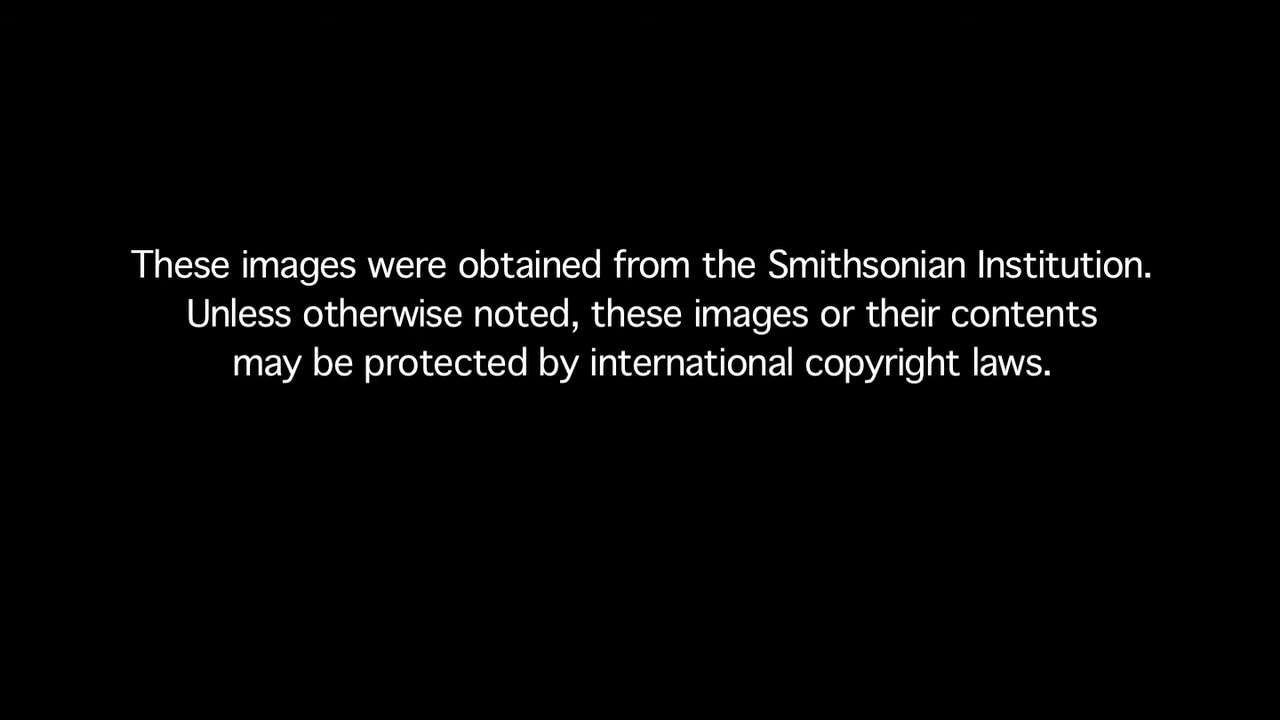 These images were obtained from the Smithsonian Institution.
Unless otherwise noted, these images or their contents
may be protected by international copyright laws.